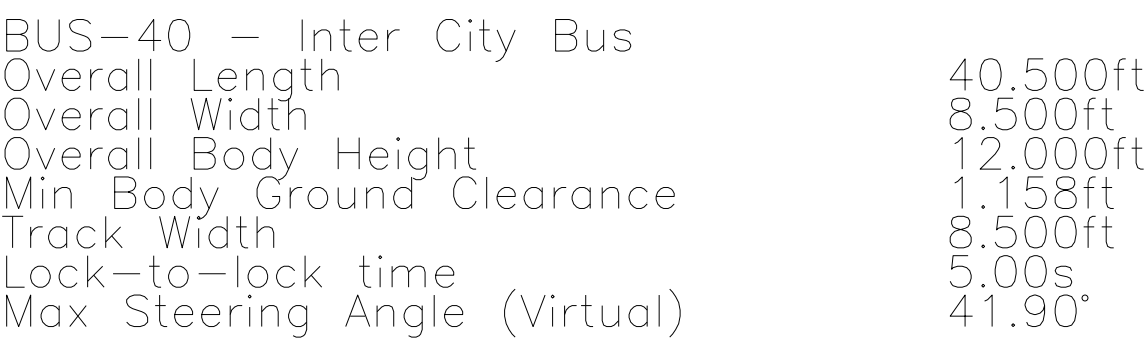 BUS-40 - Inter City Bus
Overall Length 40.500ft
Overall Width 8.500ft
Overall Body Height 12.000ft
Min Body Ground Clearance 1.158ft
Track Width 8.500ft
Lock-to-lock time 5.00s
Max Steering Angle (Virtual) 41.90°